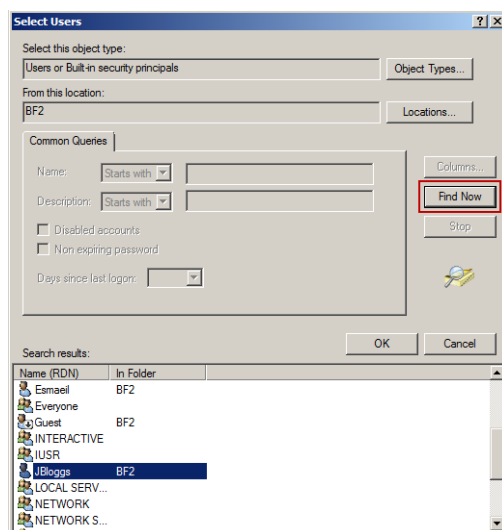 Select Users
Select this object type:
Users or Built-in security principals
Object Types...
From this location:
BF2
Locations...
Common Queries
Name:
Starts with
Columns...
Description:
Starts with
Find Now
Disabled accounts
Stop
Non expiring password
Days since last logon:
OK
Cancel
Search results:
Name (RDN) In Folder
Esmaeil BF2
Everyone
Guest BF2
INTERACTIVE
IUSR
JBloggs BF2
LOCAL SERV...
NETWORK
NETWORK S...